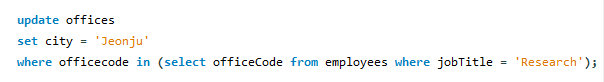 update offices
set city = 'Jeonju'
where officecode in (select officeCode from employees where jobTitle = 'Research');